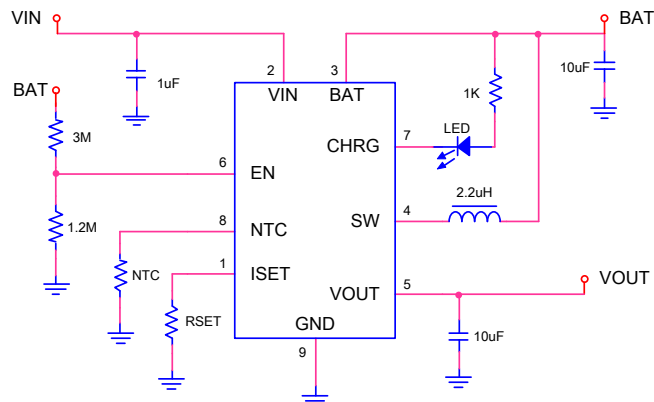 VIN
BAT
1uF
2
3
10uF
BAT
VIN
BAT
1K
3M
CHRG
7
LED
6
EN
2.2uH
1.2M
8
NTC
SW
4
NTC
1
ISET
RSET
VOUT
5
VOUT
GND
10uF
9